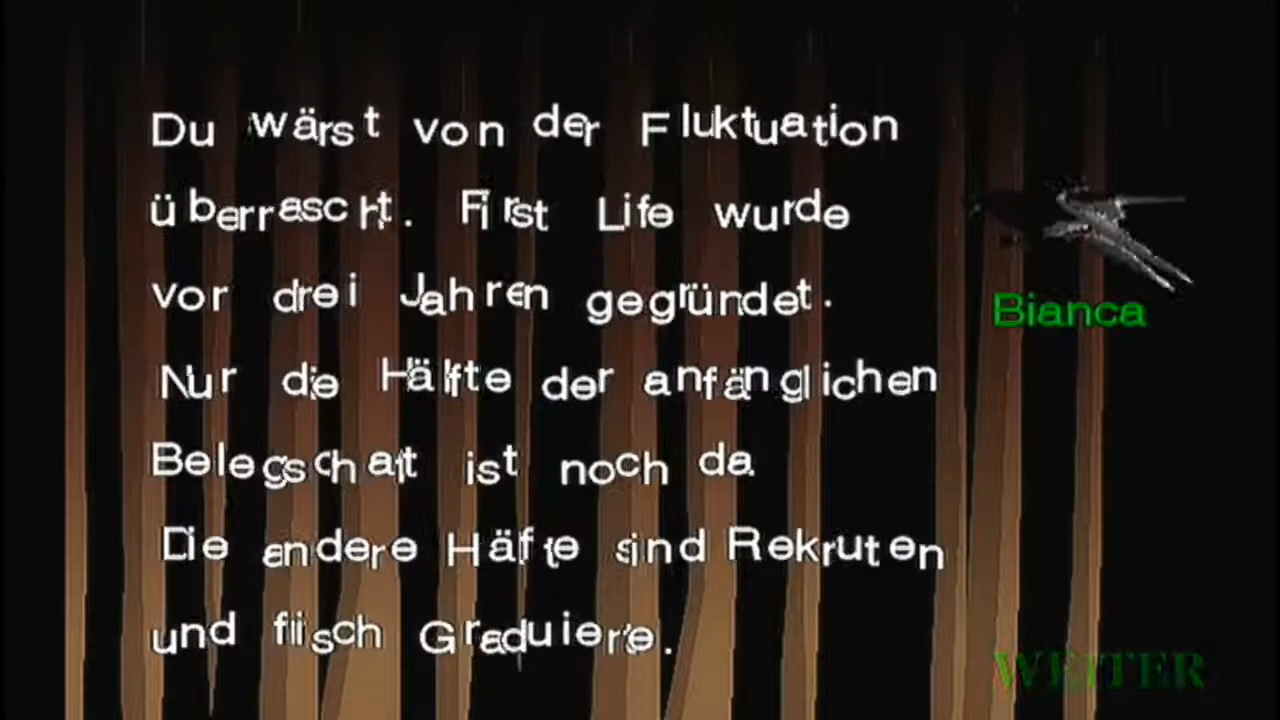 Du wärst von der Fluktuation
überrascht. First Life wurde
vor drei Jahren gegründet.
Bianca
Nur die Hälfte der anfänglichen
Belegschaft ist noch da
Die andere Häfte sind Rekruten
und frisch Graduierte.
WEITER